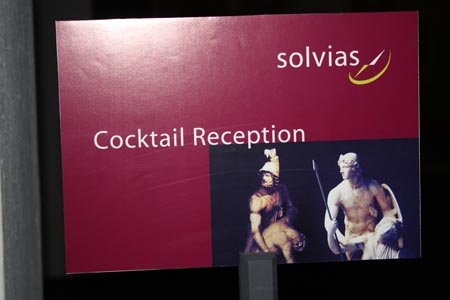 solvias
Cocktail Reception